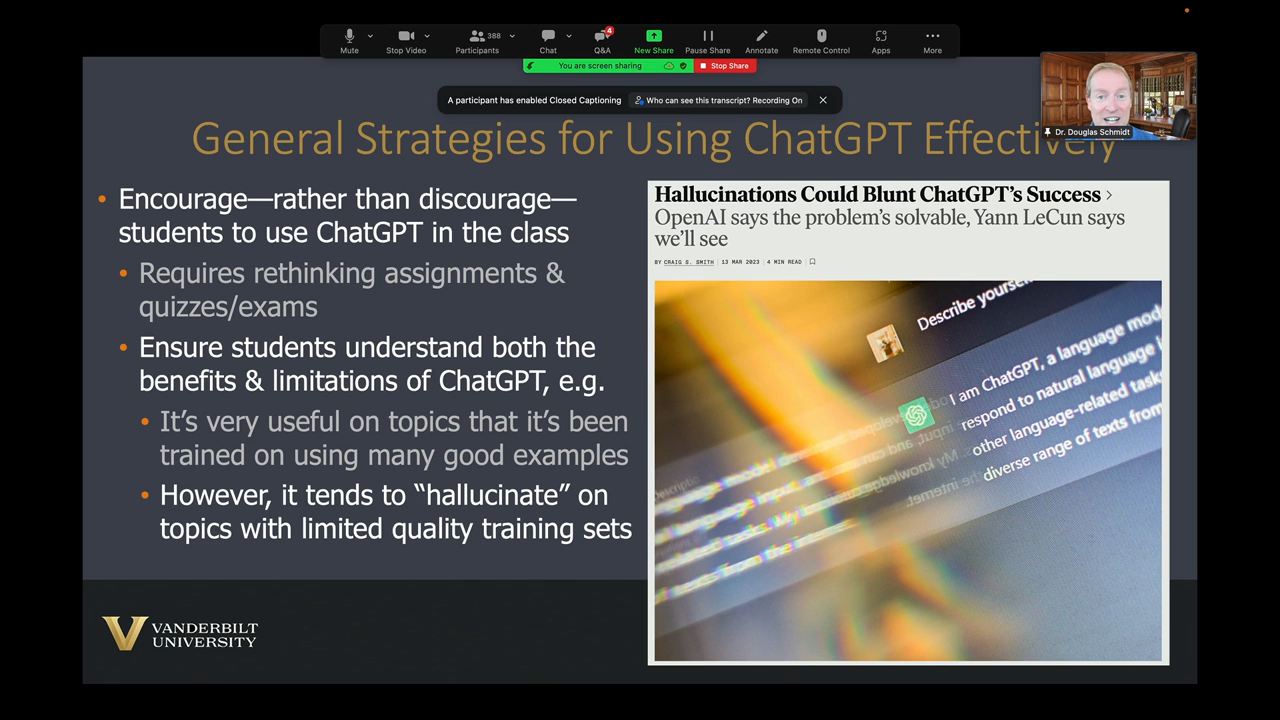 Mute
Stop Video
388
Participants
Chat
4
Q&A
New Share
Pause Share
Annotate
Remote Control
Apps
More
You are screen sharing
Stop Share
A participant has enabled Closed Captioning
Who can see this transcript? Recording On
Dr. Douglas Schmidt
General Strategies for Using ChatGPT Effectively
• Encourage—rather than discourage—
students to use ChatGPT in the class
• Requires rethinking assignments &
quizzes/exams
• Ensure students understand both the
benefits & limitations of ChatGPT, e.g.
• It’s very useful on topics that it’s been
trained on using many good examples
• However, it tends to “hallucinate” on
topics with limited quality training sets
Hallucinations Could Blunt ChatGPT’s Success >
OpenAI says the problem’s solvable, Yann LeCun says
we’ll see
BY CRAIG S. SMITH | 13 MAR 2023 | 4 MIN READ |
Describe yourse
I am ChatGPT, a language mod
respond to natural language i
other language-related task
diverse range of texts from
VANDERBILT
UNIVERSITY